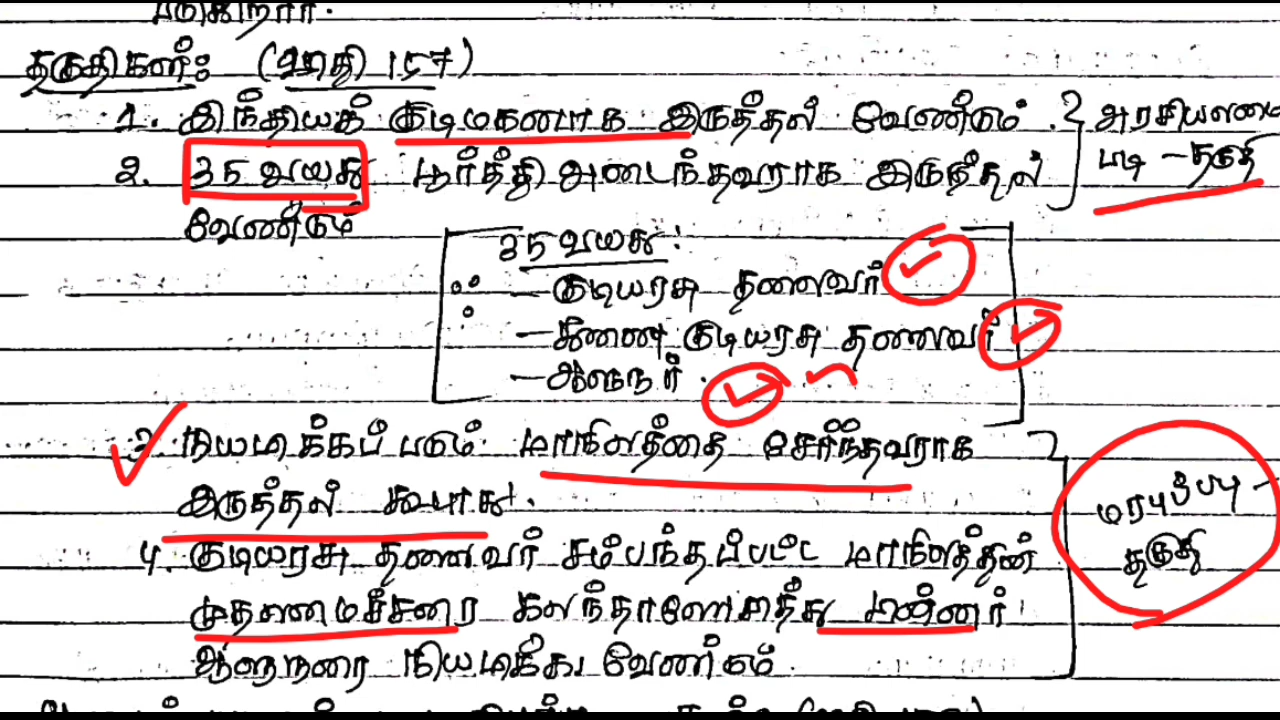 தகுதிகள்: (விதி 157)
1. இந்தியக் குடிமகனாக இருத்தல் வேண்டும்.
2. 35 வயது பூர்த்தி அடைந்தவராக இருத்தல்
வேண்டும்
அரசியலமை
படி - தகுதி
35 வயது:
∴ - குடியரசு தலைவர்
- துணை குடியரசு தலைவர்
- ஆளுநர்.
3. நியமிக்கப்படும் மாநிலத்தை சேர்ந்தவராக
இருத்தல் கூடாது.
4. குடியரசு தலைவர் சம்பந்தப்பட்ட மாநிலத்தின்
முதலமைச்சரை கலந்தாலோசித்து பின்னர்
ஆளுநரை நியமிக்க வேண்டும்
மரபுப்படி -
தகுதி